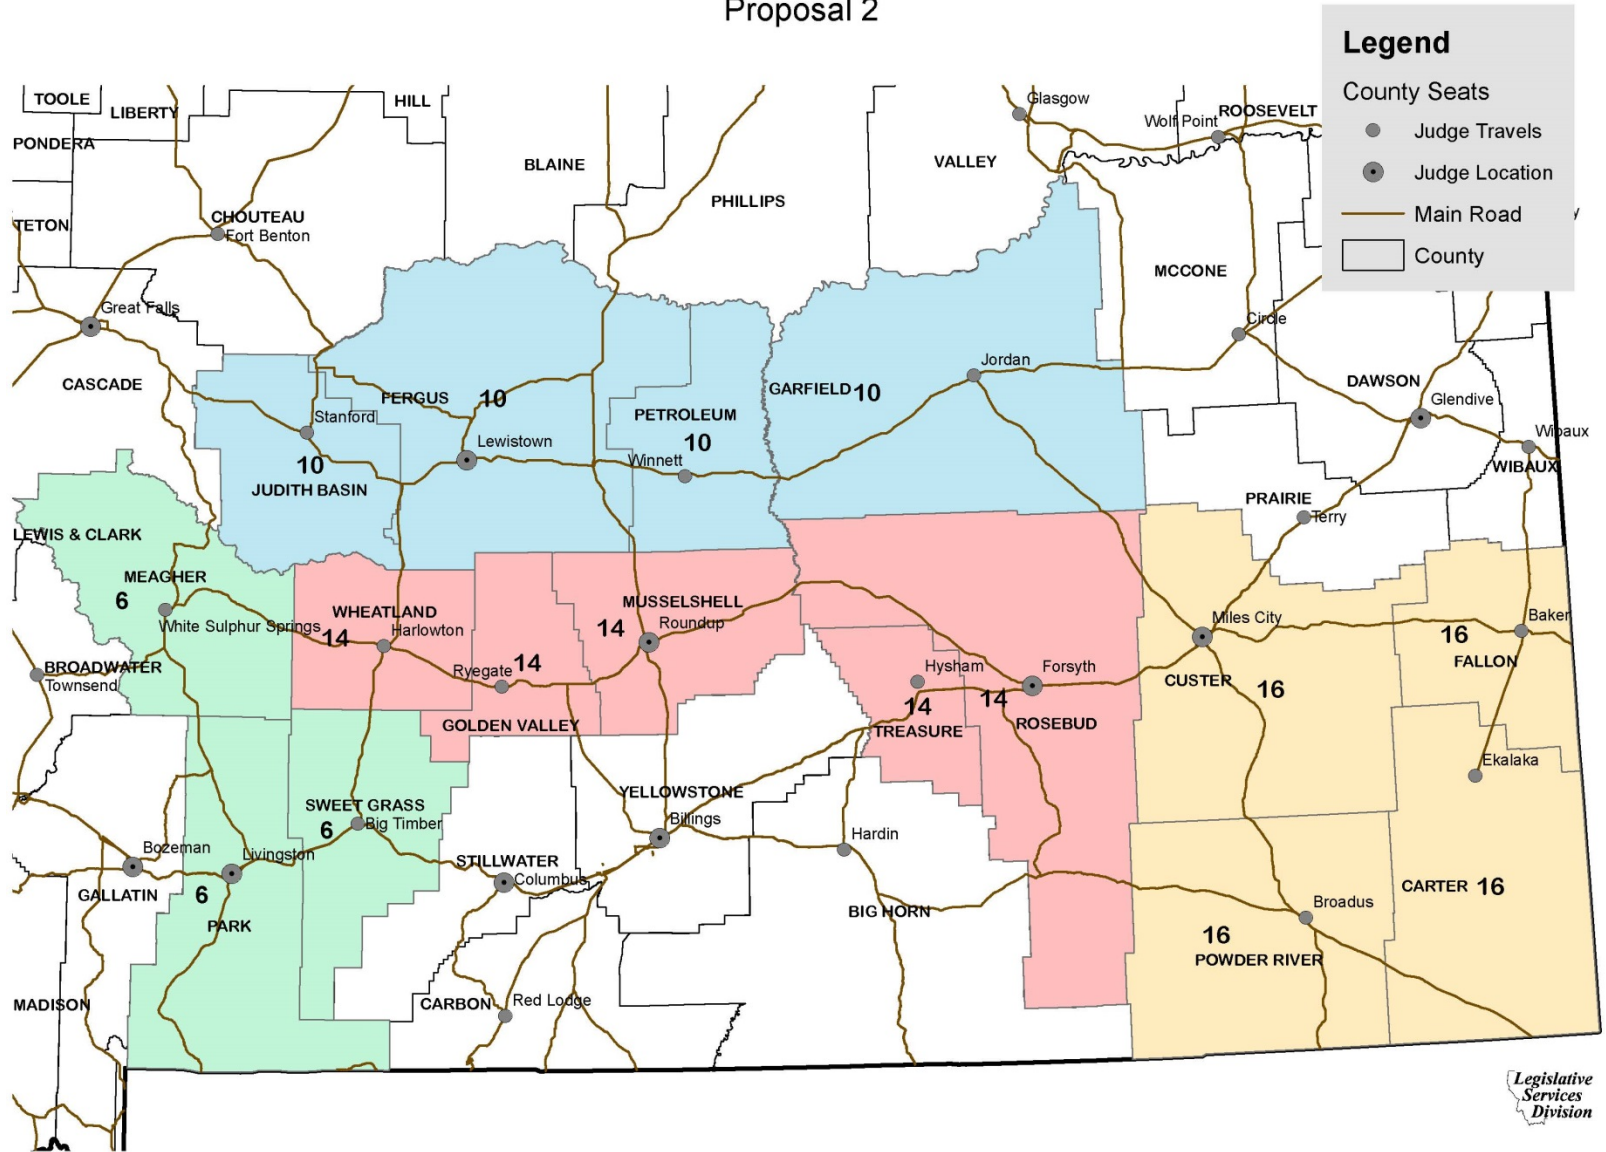 Proposal 2
Legend
County Seats
Judge Travels
Judge Location
Main Road
County
y
TOOLE
LIBERTY
HILL
PONDERA
BLAINE
PHILLIPS
VALLEY
Glasgow
Wolf Point
ROOSEVELT
TETON
CHOUTEAU
Fort Benton
MCCONE
Great Falls
Circle
CASCADE
Jordan
GARFIELD 10
DAWSON
Glendive
FERGUS
10
PETROLEUM
10
Stanford
Lewistown
Winnett
Wibaux
WIBAUX
10
JUDITH BASIN
PRAIRIE
Terry
LEWIS & CLARK
MEAGHER
6
White Sulphur Springs
WHEATLAND
14
Harlowton
MUSSELSHELL
14
Roundup
Miles City
Baker
16
FALLON
BROADWATER
Townsend
Ryegate
14
Hysham
14
TREASURE
Forsyth
14
ROSEBUD
CUSTER
16
GOLDEN VALLEY
Ekalaka
YELLOWSTONE
Billings
SWEET GRASS
6
Big Timber
Hardin
Bozeman
Livingston
STILLWATER
Columbus
GALLATIN
6
PARK
CARTER 16
Broadus
BIG HORN
16
POWDER RIVER
MADISON
CARBON
Red Lodge
Legislative
Services
Division